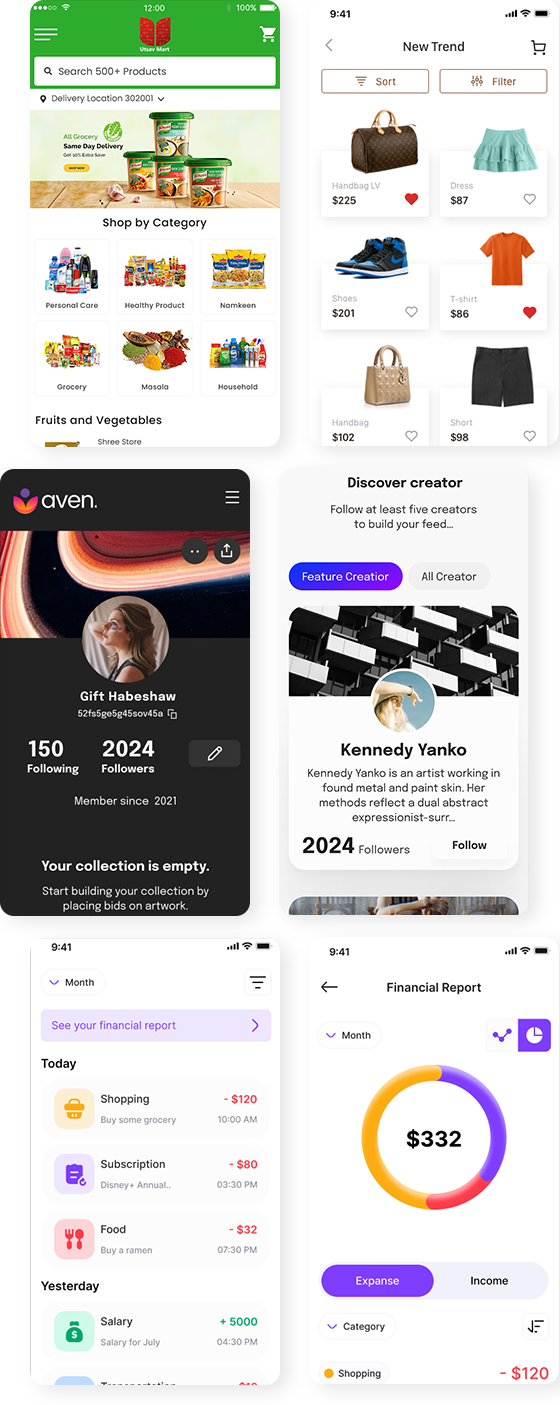 12:00
100%
Utsav Mart
Search 500+ Products
Delivery Location 302001
All Grocery
Same Day Delivery
Get 10% Extra Save
SHOP NOW
Knorr
Shop by Category
Personal Care
Healthy Product
Namkeen
Grocery
Masala
Household
Fruits and Vegetables
Shree Store
9:41
New Trend
Sort
Filter
Handbag LV
$225
Dress
$87
Shoes
$201
T-shirt
$86
Handbag
$102
Short
$98
aven.
Gift Habeshaw
52fs5ge5g45sov45a
150
Following
2024
Followers
Member since 2021
Your collection is empty.
Start building your collection by
placing bids on artwork.
Discover creator
Follow at least five creators
to build your feed...
Feature Creatior
All Creator
Kennedy Yanko
Kennedy Yanko is an artist working in
found metal and paint skin. Her
methods reflect a dual abstract
expressionist-surr...
2024 Followers
Follow
9:41
Month
See your financial report
Today
Shopping
- $120
Buy some grocery
10:00 AM
Subscription
- $80
Disney+ Annual..
03:30 PM
Food
- $32
Buy a ramen
07:30 PM
Yesterday
Salary
+ 5000
Salary for July
04:30 PM
9:41
Financial Report
Month
$332
Expanse
Income
Category
Shopping
- $120